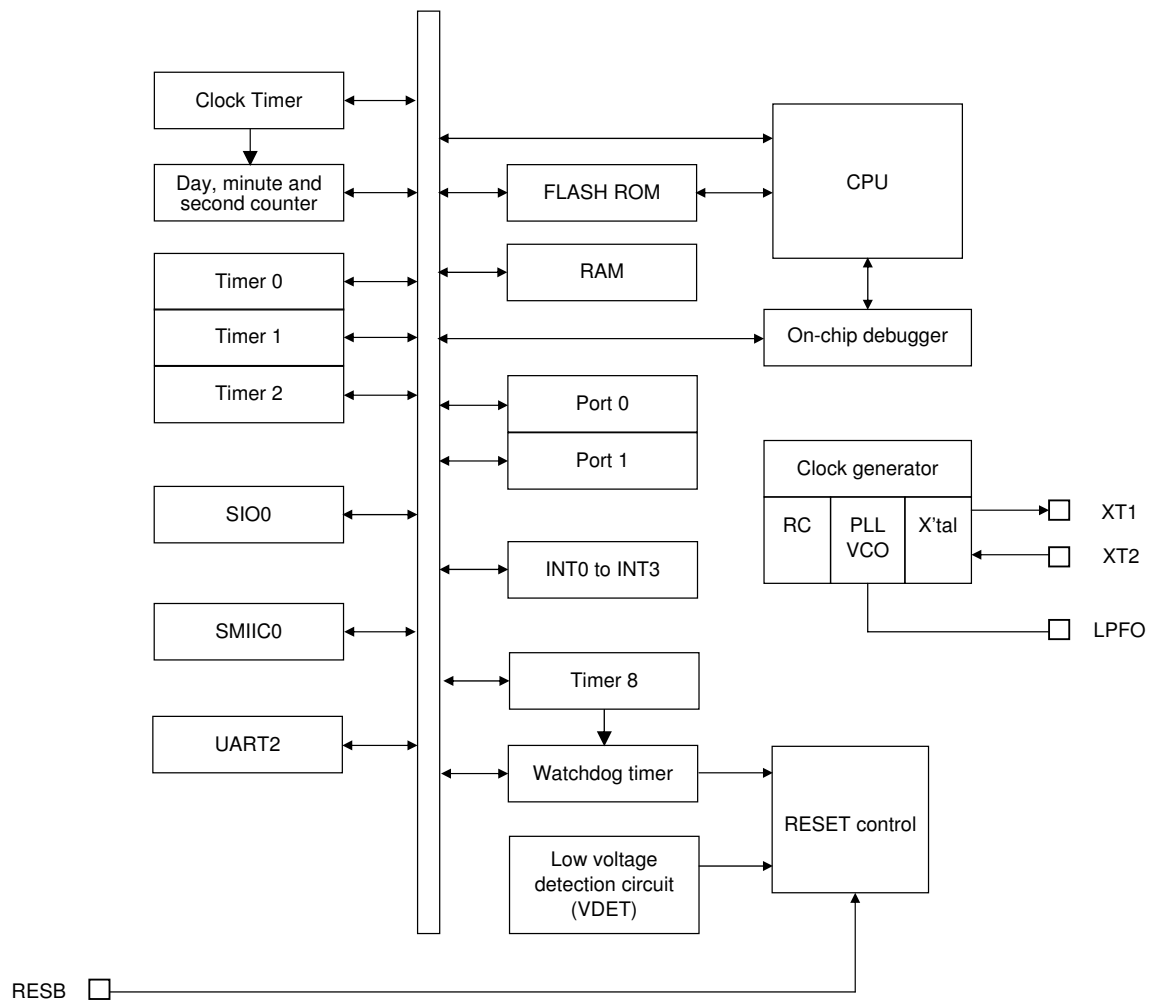 Clock Timer
Day, minute and
second counter
Timer 0
Timer 1
Timer 2
SIO0
SMIIC0
UART2
FLASH ROM
RAM
Port 0
Port 1
INT0 to INT3
Timer 8
Watchdog timer
Low voltage
detection circuit
(VDET)
CPU
On-chip debugger
Clock generator
RC
PLL
VCO
X'tal
XT1
XT2
LPFO
RESET control
RESB